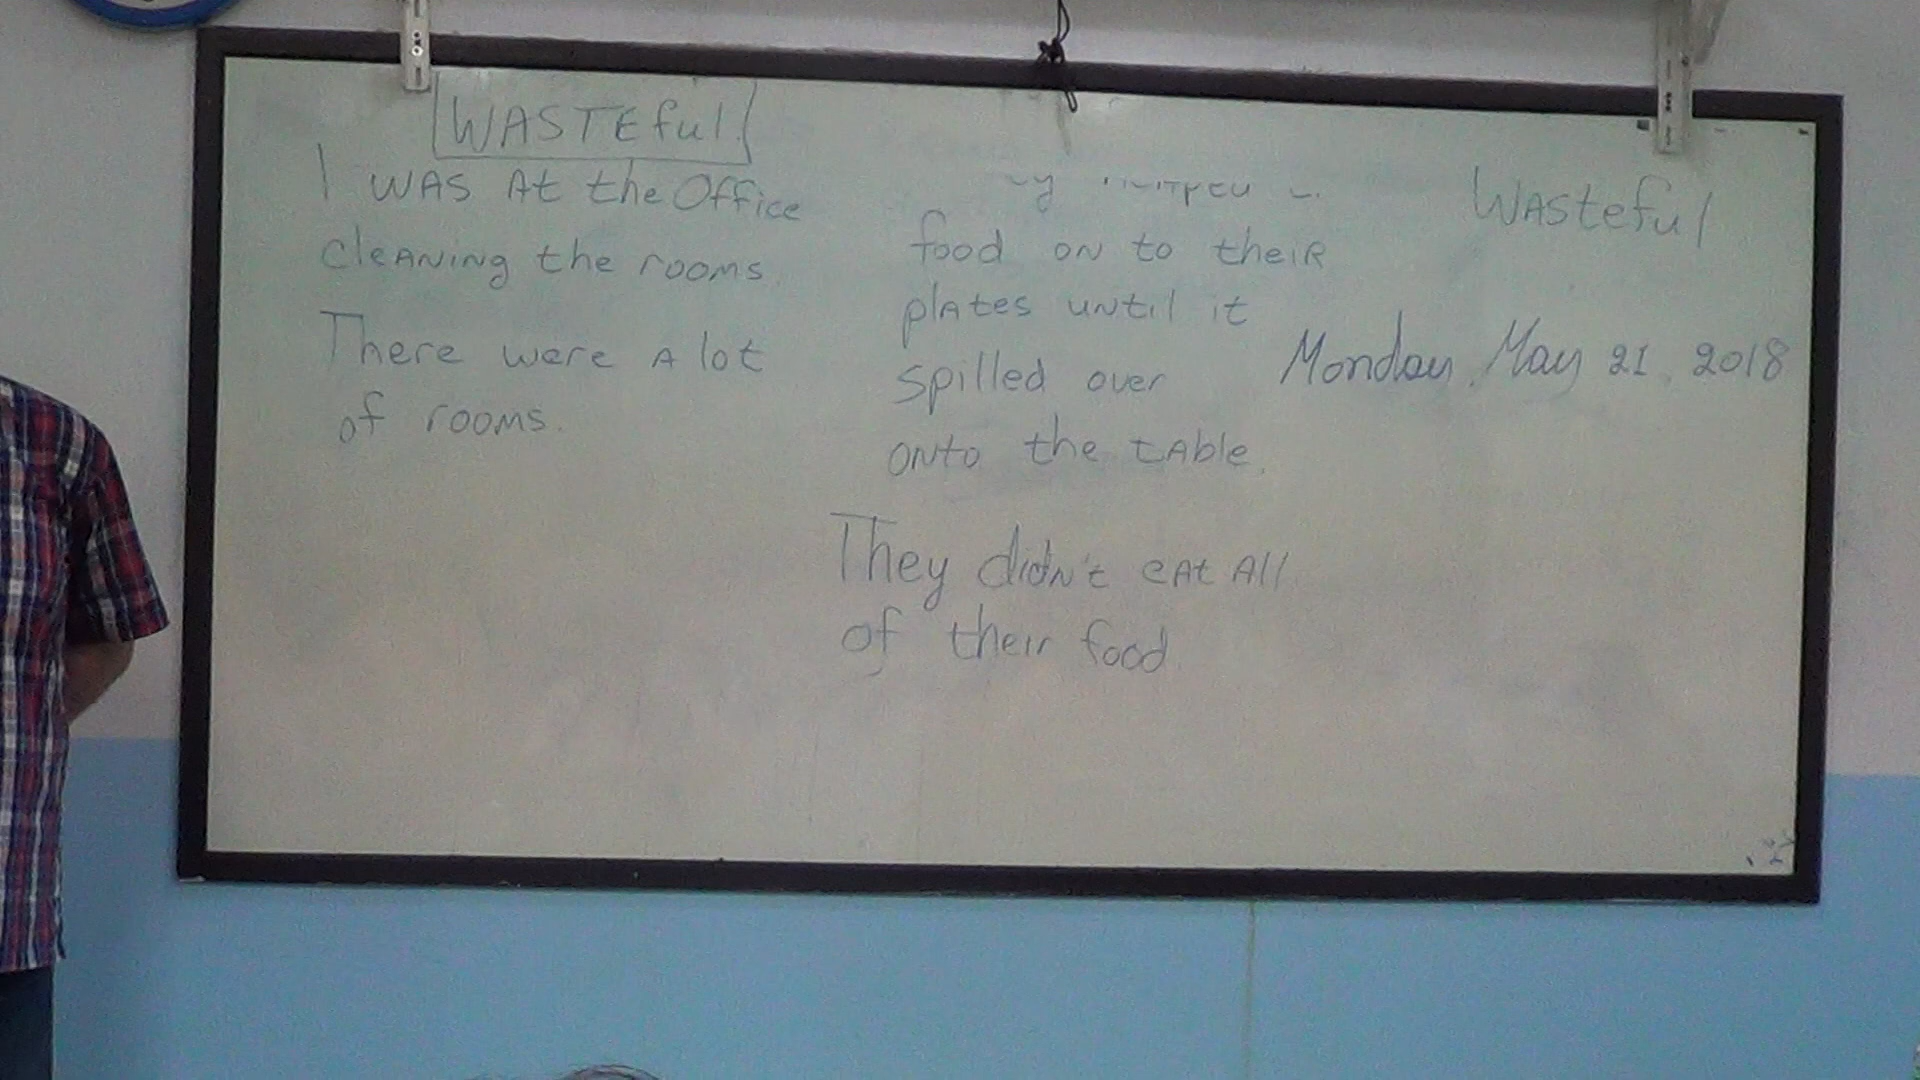 WASTEful
I WAS At the Office
cleaning the rooms.
There were A lot
of rooms.
food on to their
plates until it
spilled over
onto the tAble.
They didn't eAt All
of their food.
WAsteful
Monday, May 21, 2018